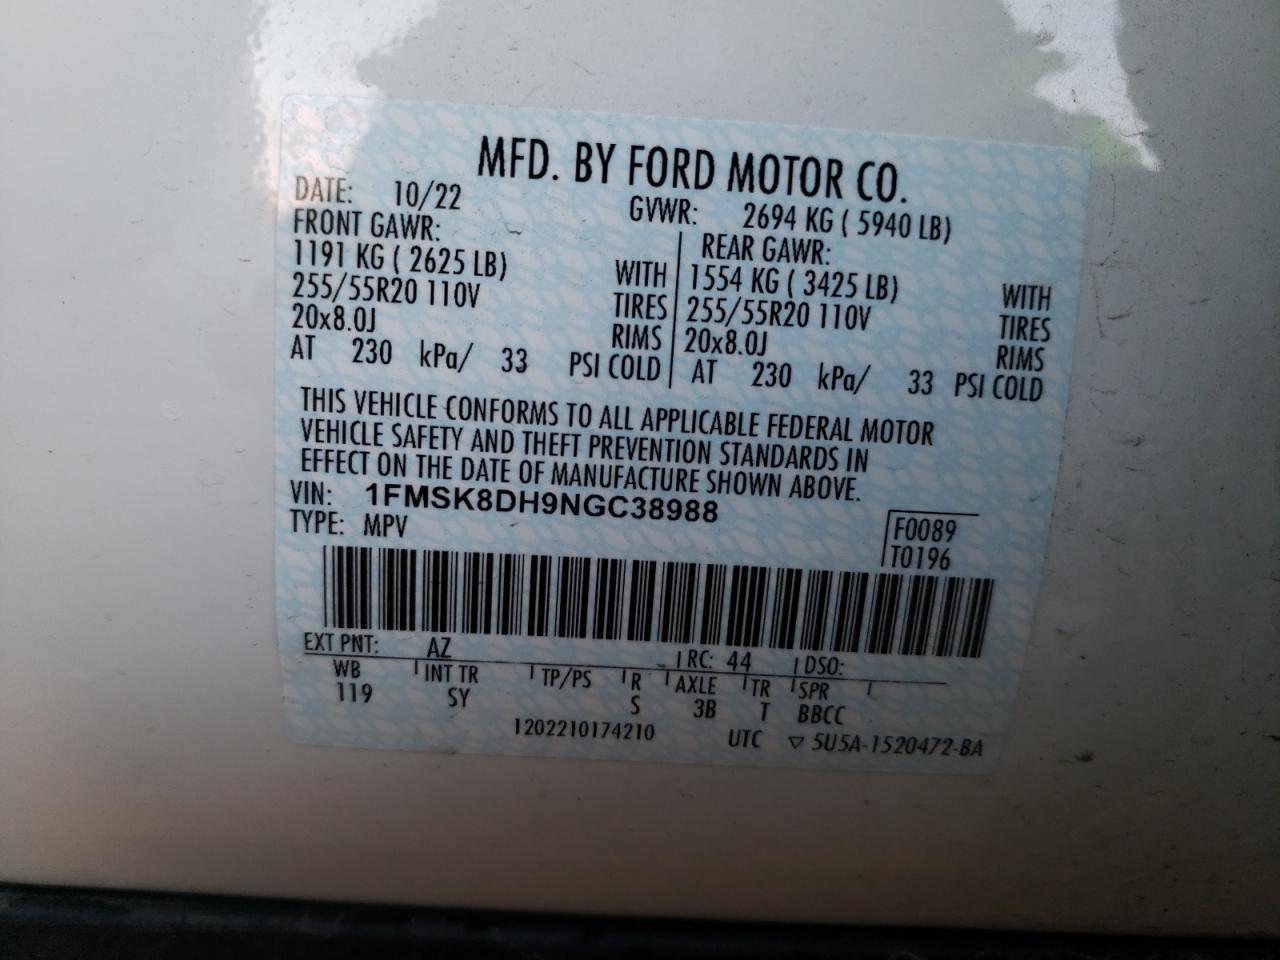 MFD. BY FORD MOTOR CO.
DATE: 10/22 GVWR: 2694 KG ( 5940 LB)
FRONT GAWR: REAR GAWR:
1191 KG ( 2625 LB) WITH 1554 KG ( 3425 LB) WITH
255/55R20 110V TIRES 255/55R20 110V TIRES
20x8.0J RIMS 20x8.0J RIMS
AT 230 kPa/ 33 PSI COLD AT 230 kPa/ 33 PSI COLD
THIS VEHICLE CONFORMS TO ALL APPLICABLE FEDERAL MOTOR
VEHICLE SAFETY AND THEFT PREVENTION STANDARDS IN
EFFECT ON THE DATE OF MANUFACTURE SHOWN ABOVE.
VIN: 1FMSK8DH9NGC38988
TYPE: MPV F0089
T0196
EXT PNT: AZ RC: 44 DSO:
WB INT TR TP/PS R AXLE TR SPR
119 SY S 3B T BBCC
1202210174210 UTC ▽ 5U5A-1520472-BA